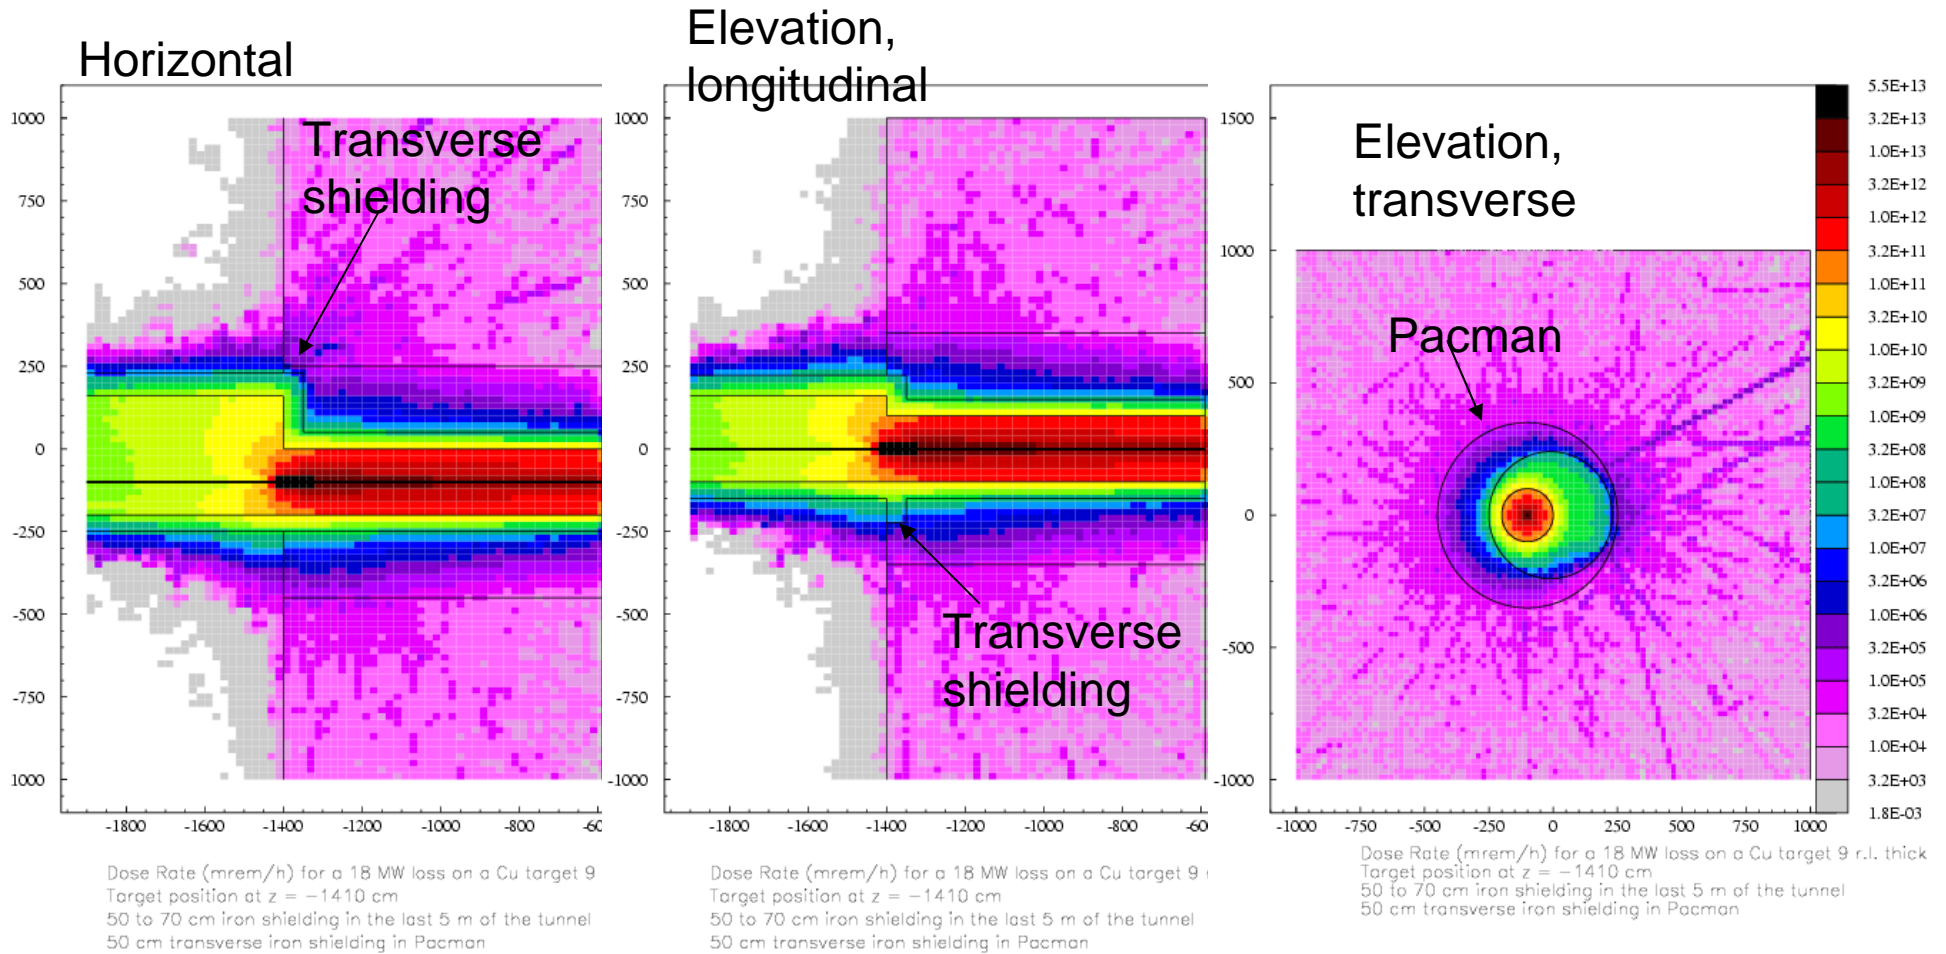 Horizontal
Transverse
shielding
1000
750
500
250
0
-250
-500
-750
1000
-1800
-1600
-1400
-1200
-1000
-800
-60
Dose Rate (mrem/h) for a 18 MW loss on a Cu target 9
Target position at z = -1410 cm
50 to 70 cm iron shielding in the last 5 m of the tunnel
50 cm transverse iron shielding in Pacman
Elevation,
longitudinal
Transverse
shielding
1000
750
500
250
0
-250
-500
-750
-1000
-1800
-1600
-1400
-1200
-1000
-800
-60
Dose Rate (mrem/h) for a 18 MW loss on a Cu target 9
Target position at z = -1410 cm
50 to 70 cm iron shielding in the last 5 m of the tunnel
50 cm transverse iron shielding in Pacman
Elevation,
transverse
Pacman
1500
1000
500
0
-500
-1000
-1000
-750
-500
-250
0
250
500
750
1000
5.5E+13
3.2E+13
1.0E+13
3.2E+12
1.0E+12
3.2E+11
1.0E+11
3.2E+10
1.0E+10
3.2E+09
1.0E+09
3.2E+08
1.0E+08
3.2E+07
1.0E+07
3.2E+06
1.0E+06
3.2E+05
1.0E+05
3.2E+04
1.0E+04
3.2E+03
1.8E-03
Dose Rate (mrem/h) for a 18 MW loss on a Cu target 9 r.l. thick
Target position at z = -1410 cm
50 to 70 cm iron shielding in the last 5 m of the tunnel
50 cm transverse iron shielding in Pacman